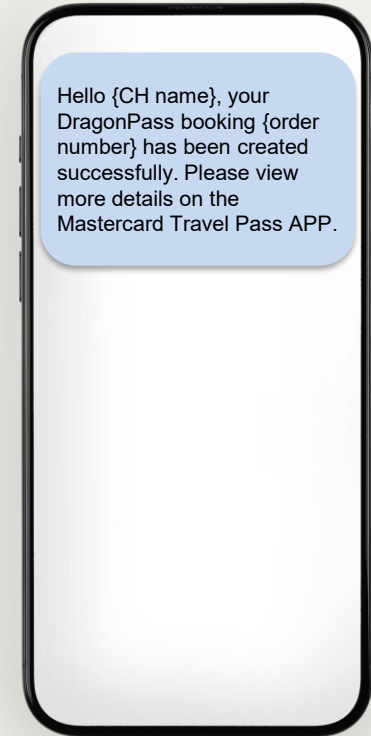 Hello {CH name}, your
DragonPass booking {order
number} has been created
successfully. Please view
more details on the
Mastercard Travel Pass APP.